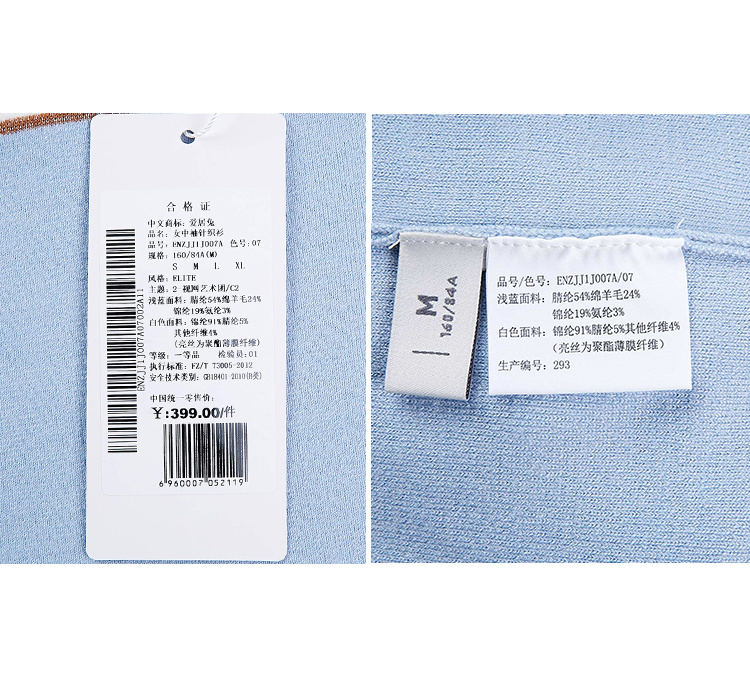 合格证
中文商标: 爱居兔
品名: 女中袖针织衫
品号: ENZJJ1J007A 色号: 07
规格: 160/84A(M)
S M L XL
风格: ELITE
主题: 2-视网艺术团/C2
浅蓝面料: 腈纶54%绵羊毛24%
锦纶19%氨纶3%
白色面料: 锦纶91%腈纶5%
其他纤维4%
(亮丝为聚酯薄膜纤维)
等级: 一等品 检验员: 01
执行标准: FZ/T 73005-2012
安全技术类别: GB18401-2010(B类)
中国统一零售价:
¥:399.00/件
6960007052119
ENZJJ1J007A07002A11
M
160/84A
品号/色号: ENZJJ1J007A/07
浅蓝面料: 腈纶54%绵羊毛24%
锦纶19%氨纶3%
白色面料: 锦纶91%腈纶5%其他纤维4%
(亮丝为聚酯薄膜纤维)
生产编号: 293